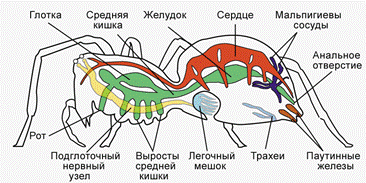 Глотка
Средняя
кишка
Желудок
Сердце
Мальпигиевы
сосуды
Анальное
отверстие
Рот
Подглоточный
нервный
узел
Выросты
средней
кишки
Легочный
мешок
Трахеи
Паутинные
железы